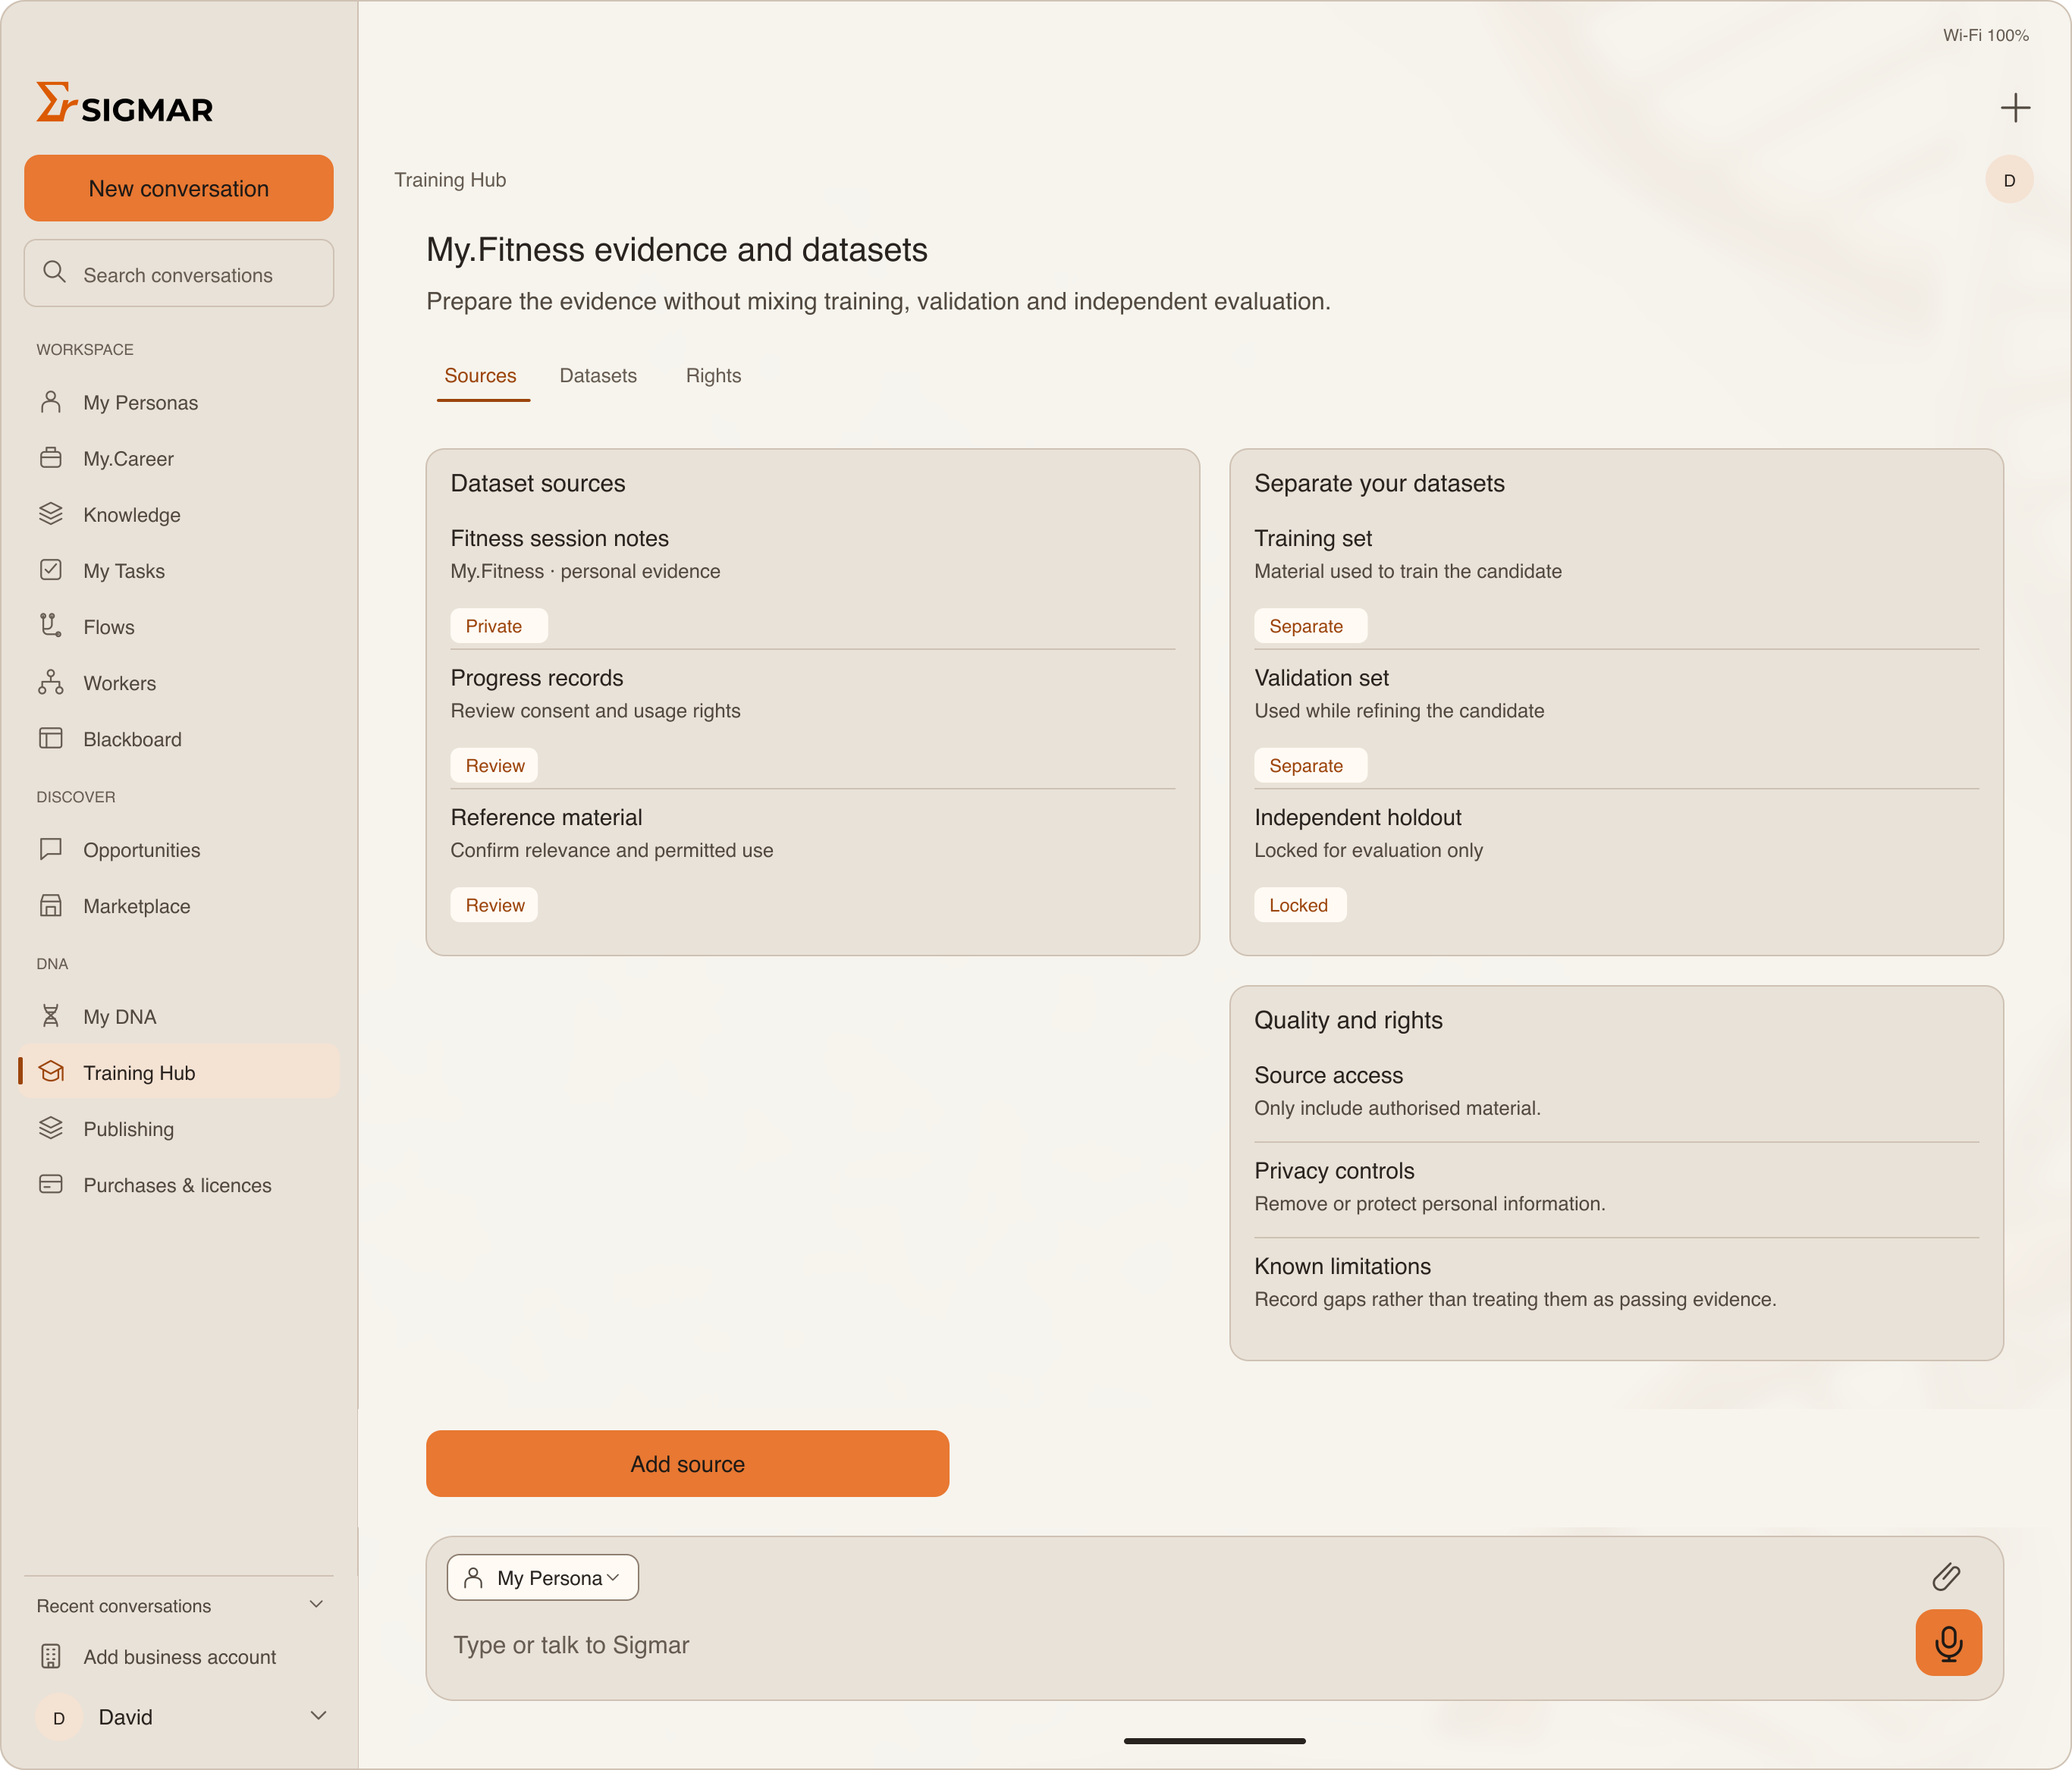 Wi-Fi 100%
Σr SIGMAR
New conversation
Search conversations
WORKSPACE
My Personas
My.Career
Knowledge
My Tasks
Flows
Workers
Blackboard
DISCOVER
Opportunities
Marketplace
DNA
My DNA
Training Hub
Publishing
Purchases & licences
Recent conversations
Add business account
D
David
Training Hub
D
My.Fitness evidence and datasets
Prepare the evidence without mixing training, validation and independent evaluation.
Sources
Datasets
Rights
Dataset sources
Fitness session notes
My.Fitness · personal evidence
Private
Progress records
Review consent and usage rights
Review
Reference material
Confirm relevance and permitted use
Review
Separate your datasets
Training set
Material used to train the candidate
Separate
Validation set
Used while refining the candidate
Separate
Independent holdout
Locked for evaluation only
Locked
Quality and rights
Source access
Only include authorised material.
Privacy controls
Remove or protect personal information.
Known limitations
Record gaps rather than treating them as passing evidence.
Add source
My Persona
Type or talk to Sigmar